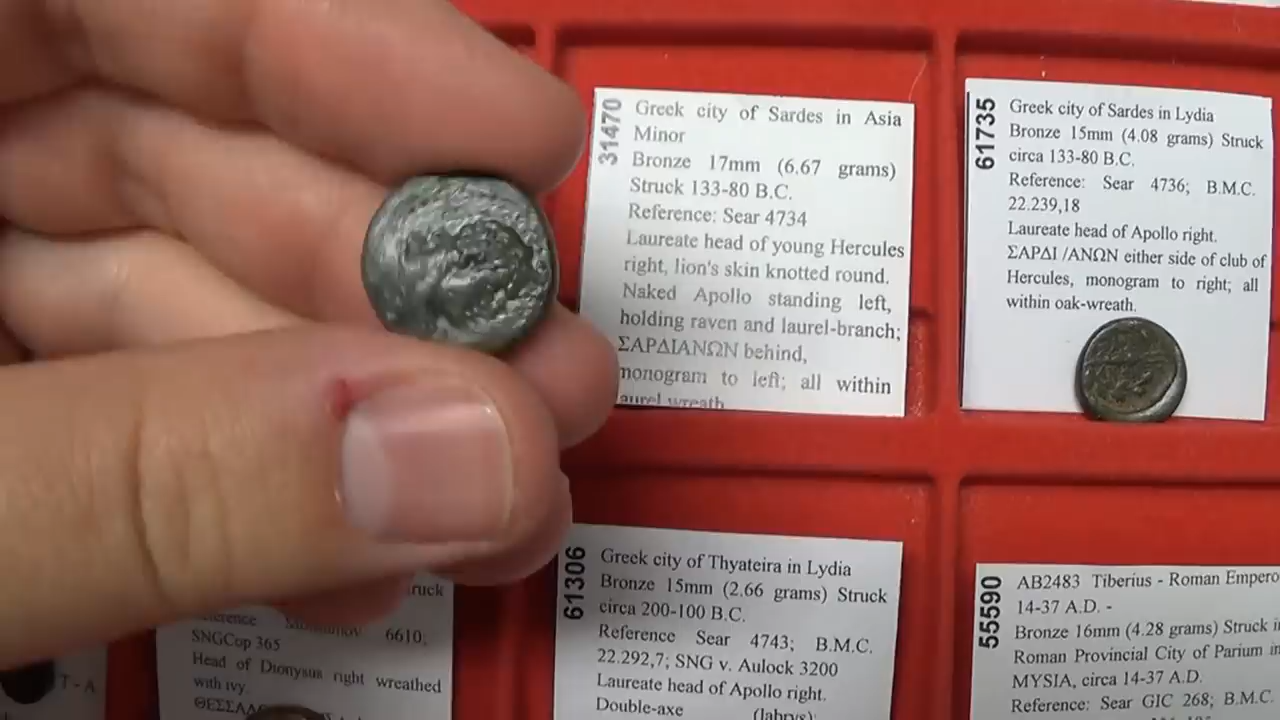 31470
Greek city of Sardes in Asia
Minor
Bronze 17mm (6.67 grams)
Struck 133-80 B.C.
Reference: Sear 4734
Laureate head of young Hercules
right, lion's skin knotted round.
Naked Apollo standing left,
holding raven and laurel-branch;
ΣΑΡΔΙΑΝΩΝ behind,
monogram to left; all within
aurel wreath
61735
Greek city of Sardes in Lydia
Bronze 15mm (4.08 grams) Struck
circa 133-80 B.C.
Reference: Sear 4736; B.M.C.
22.239,18
Laureate head of Apollo right.
ΣΑΡΔΙ /ΑΝΩΝ either side of club of
Hercules, monogram to right; all
within oak-wreath.
T-A
truck
6610;
SNGCop 365
Head of Dionysus right wreathed
with ivy.
61306
Greek city of Thyateira in Lydia
Bronze 15mm (2.66 grams) Struck
circa 200-100 B.C.
Reference Sear 4743; B.M.C.
22.292,7; SNG v. Aulock 3200
Laureate head of Apollo right.
Double-axe (labrys);
55590
AB2483 Tiberius - Roman Empero
14-37 A.D. -
Bronze 16mm (4.28 grams) Struck in
Roman Provincial City of Parium in
MYSIA, circa 14-37 A.D.
Reference: Sear GIC 268; B.M.C.